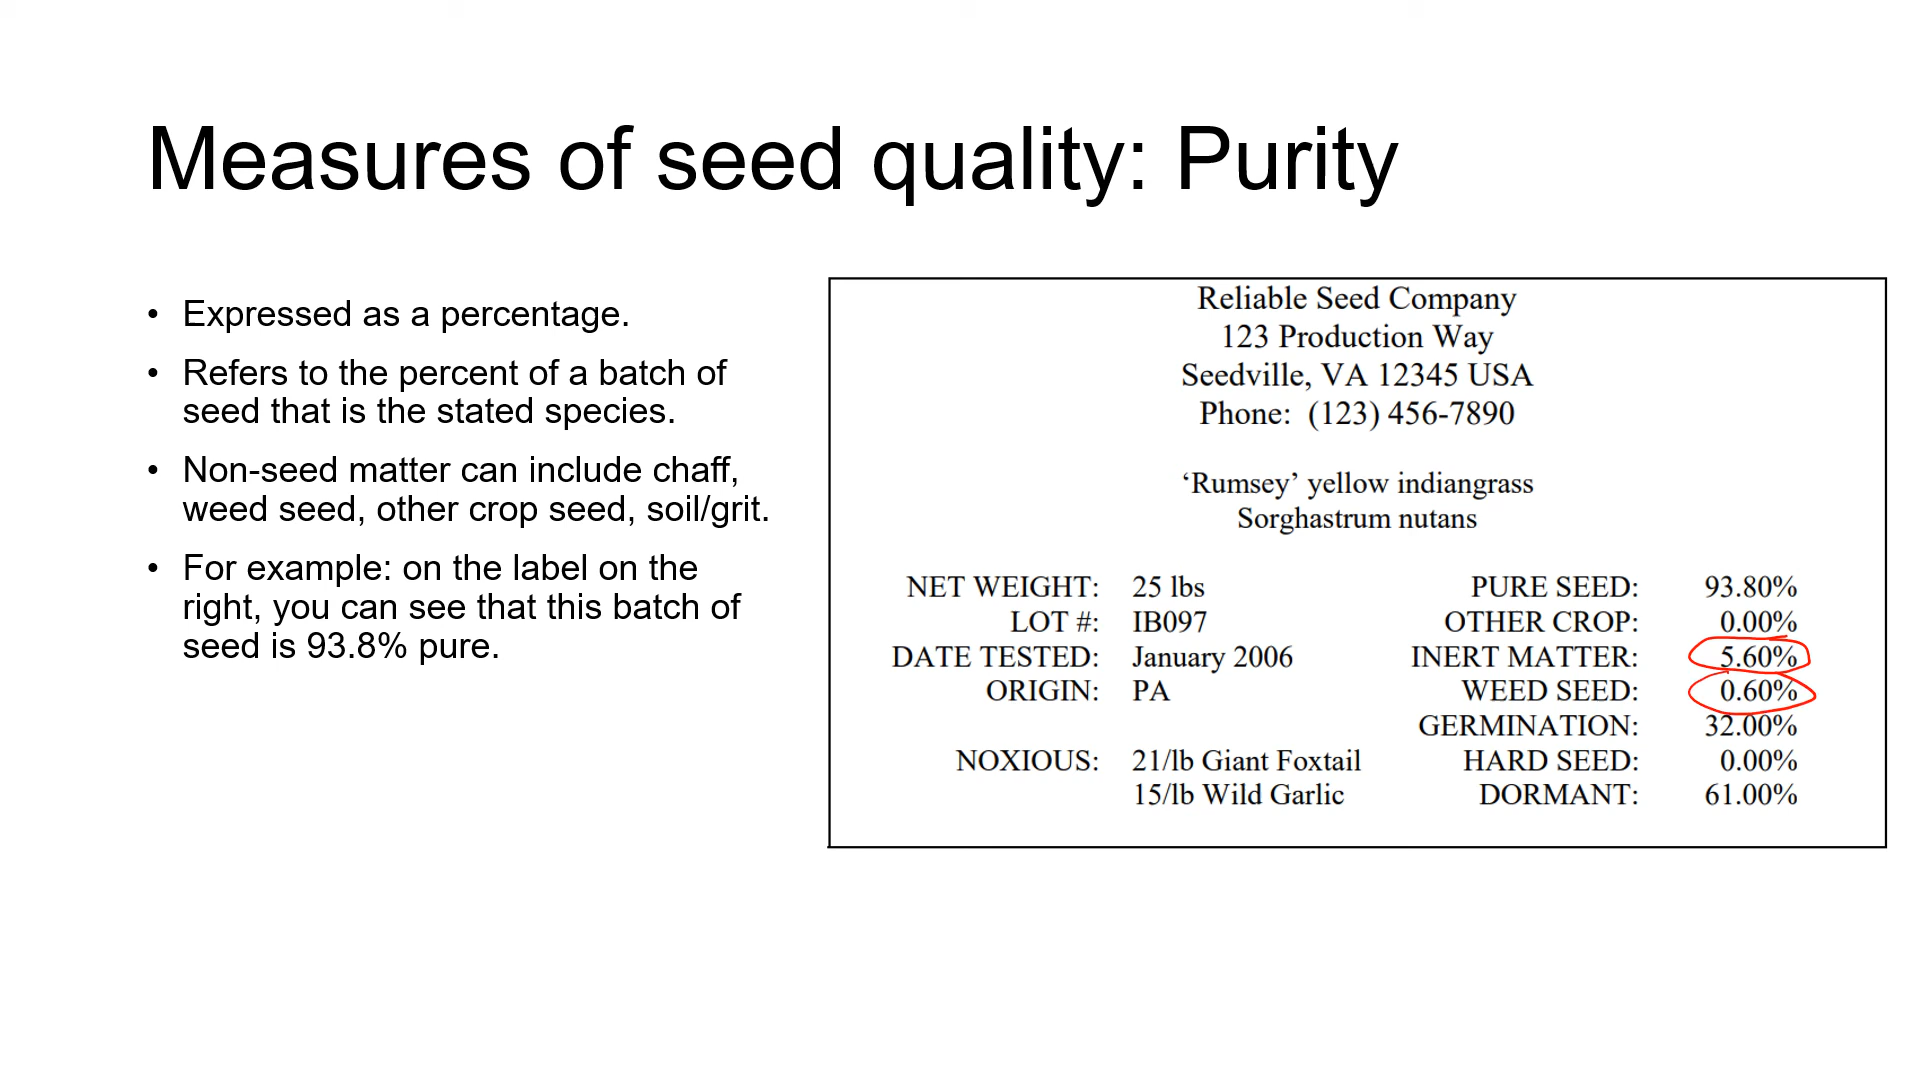 Measures of seed quality: Purity
• Expressed as a percentage.
• Refers to the percent of a batch of
seed that is the stated species.
• Non-seed matter can include chaff,
weed seed, other crop seed, soil/grit.
• For example: on the label on the
right, you can see that this batch of
seed is 93.8% pure.
Reliable Seed Company
123 Production Way
Seedville, VA 12345 USA
Phone: (123) 456-7890
‘Rumsey’ yellow indiangrass
Sorghastrum nutans
NET WEIGHT: 25 lbs PURE SEED: 93.80%
LOT #: IB097 OTHER CROP: 0.00%
DATE TESTED: January 2006 INERT MATTER: 5.60%
ORIGIN: PA WEED SEED: 0.60%
GERMINATION: 32.00%
NOXIOUS: 21/lb Giant Foxtail HARD SEED: 0.00%
15/lb Wild Garlic DORMANT: 61.00%